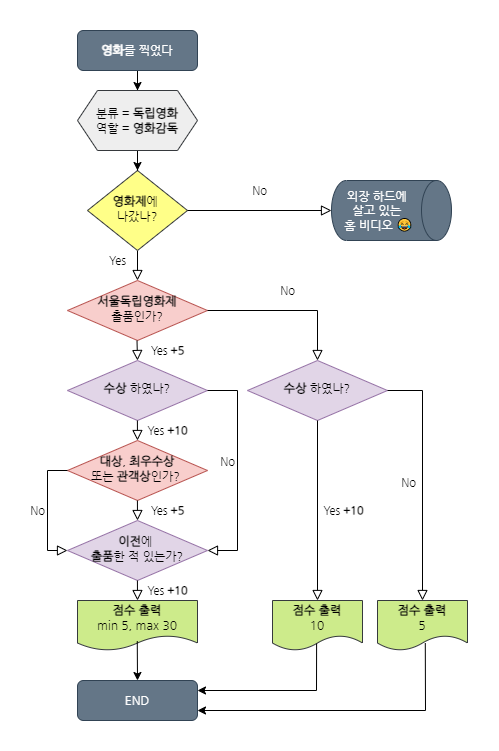 영화를 찍었다
분류 = 독립영화
역할 = 영화감독
영화제에
나갔나?
No
외장 하드에
살고 있는
홈 비디오 😅
Yes
서울독립영화제
출품인가?
No
Yes +5
수상 하였나?
수상 하였나?
Yes +10
대상, 최우수상
또는 관객상인가?
No
No
No
Yes +5
Yes +10
이전에
출품한 적 있는가?
Yes +10
점수 출력
min 5, max 30
점수 출력
10
점수 출력
5
END